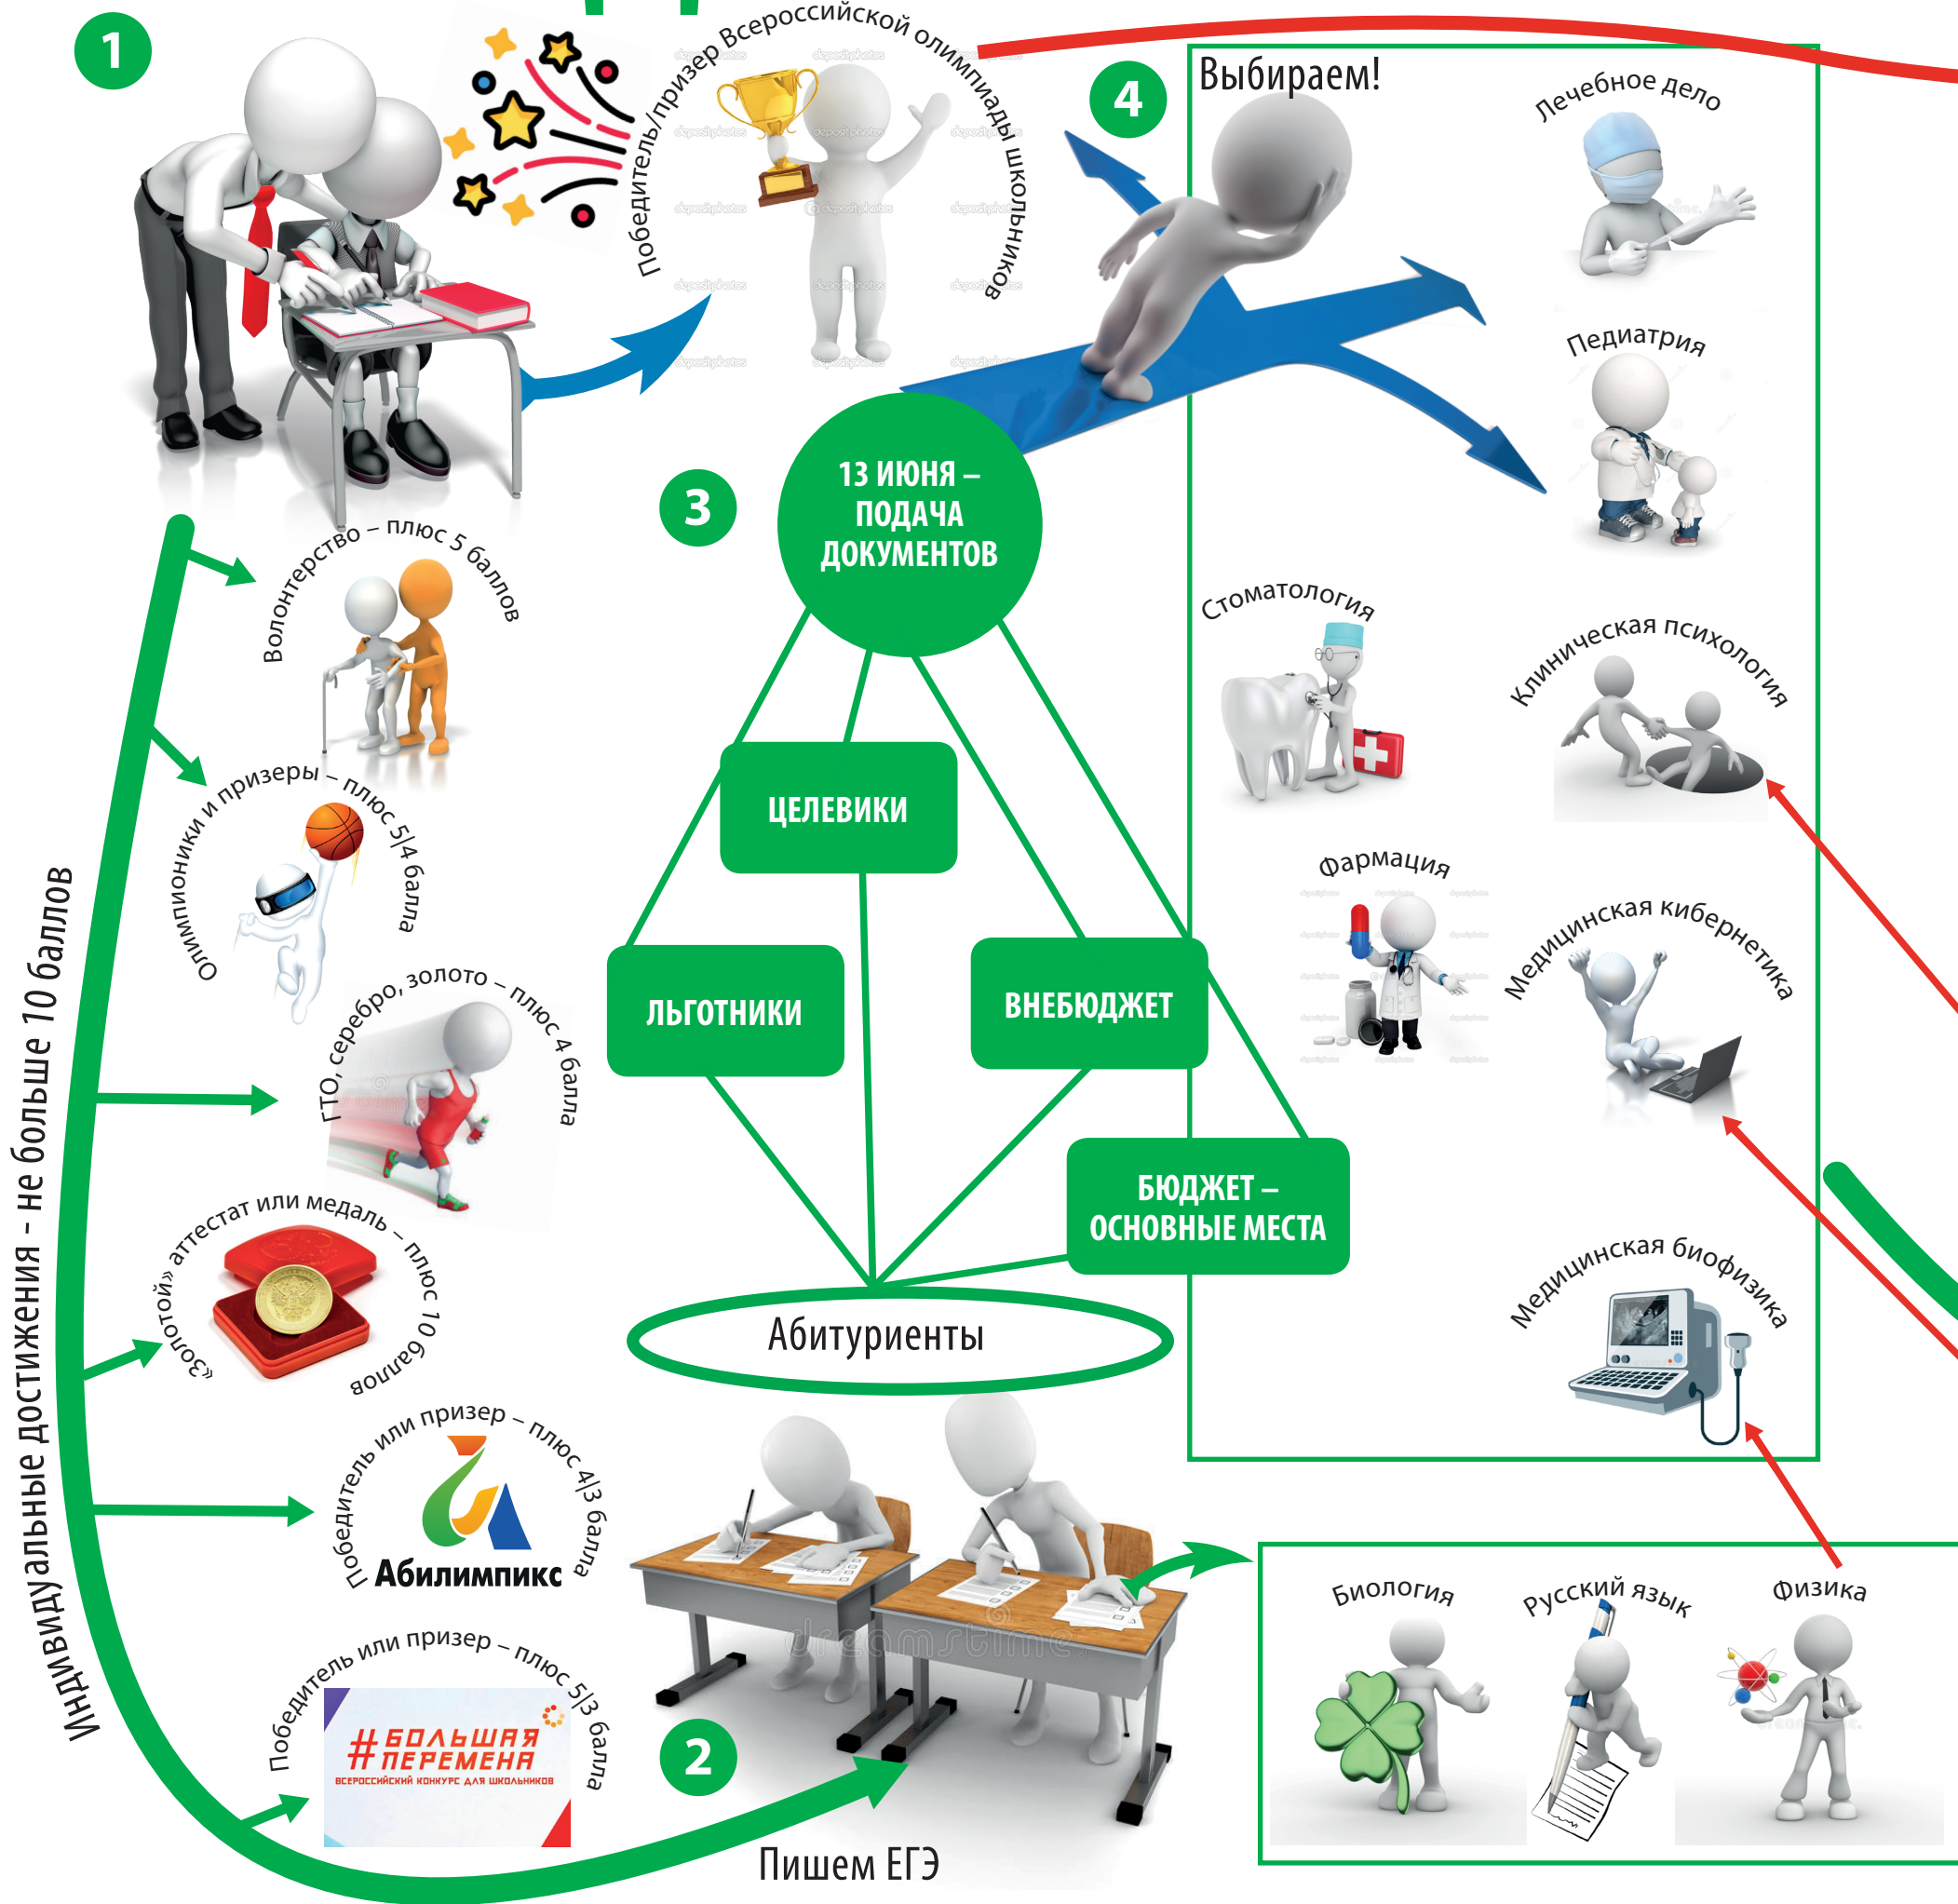 1
Победитель/призер Всероссийской олимпиады школьников
4
Выбираем!
Лечебное дело
Педиатрия
Стоматология
Клиническая психология
Фармация
Медицинская кибернетика
Медицинская биофизика
3
13 ИЮНЯ –
ПОДАЧА
ДОКУМЕНТОВ
ЦЕЛЕВИКИ
ЛЬГОТНИКИ
ВНЕБЮДЖЕТ
БЮДЖЕТ –
ОСНОВНЫЕ МЕСТА
Абитуриенты
Индивидуальные достижения - не больше 10 баллов
Волонтерство – плюс 5 баллов
Олимпионики и призеры – плюс 5|4 балла
ГТО, серебро, золото – плюс 4 балла
«Золотой» аттестат или медаль – плюс 10 баллов
Победитель или призер – плюс 4|3 балла
Абилимпикс
Победитель или призер – плюс 5|3 балла
#БОЛЬШАЯ
ПЕРЕМЕНА
ВСЕРОССИЙСКИЙ КОНКУРС ДЛЯ ШКОЛЬНИКОВ
2
Пишем ЕГЭ
dreamstime
Биология
Русский язык
Физика
depositphotos